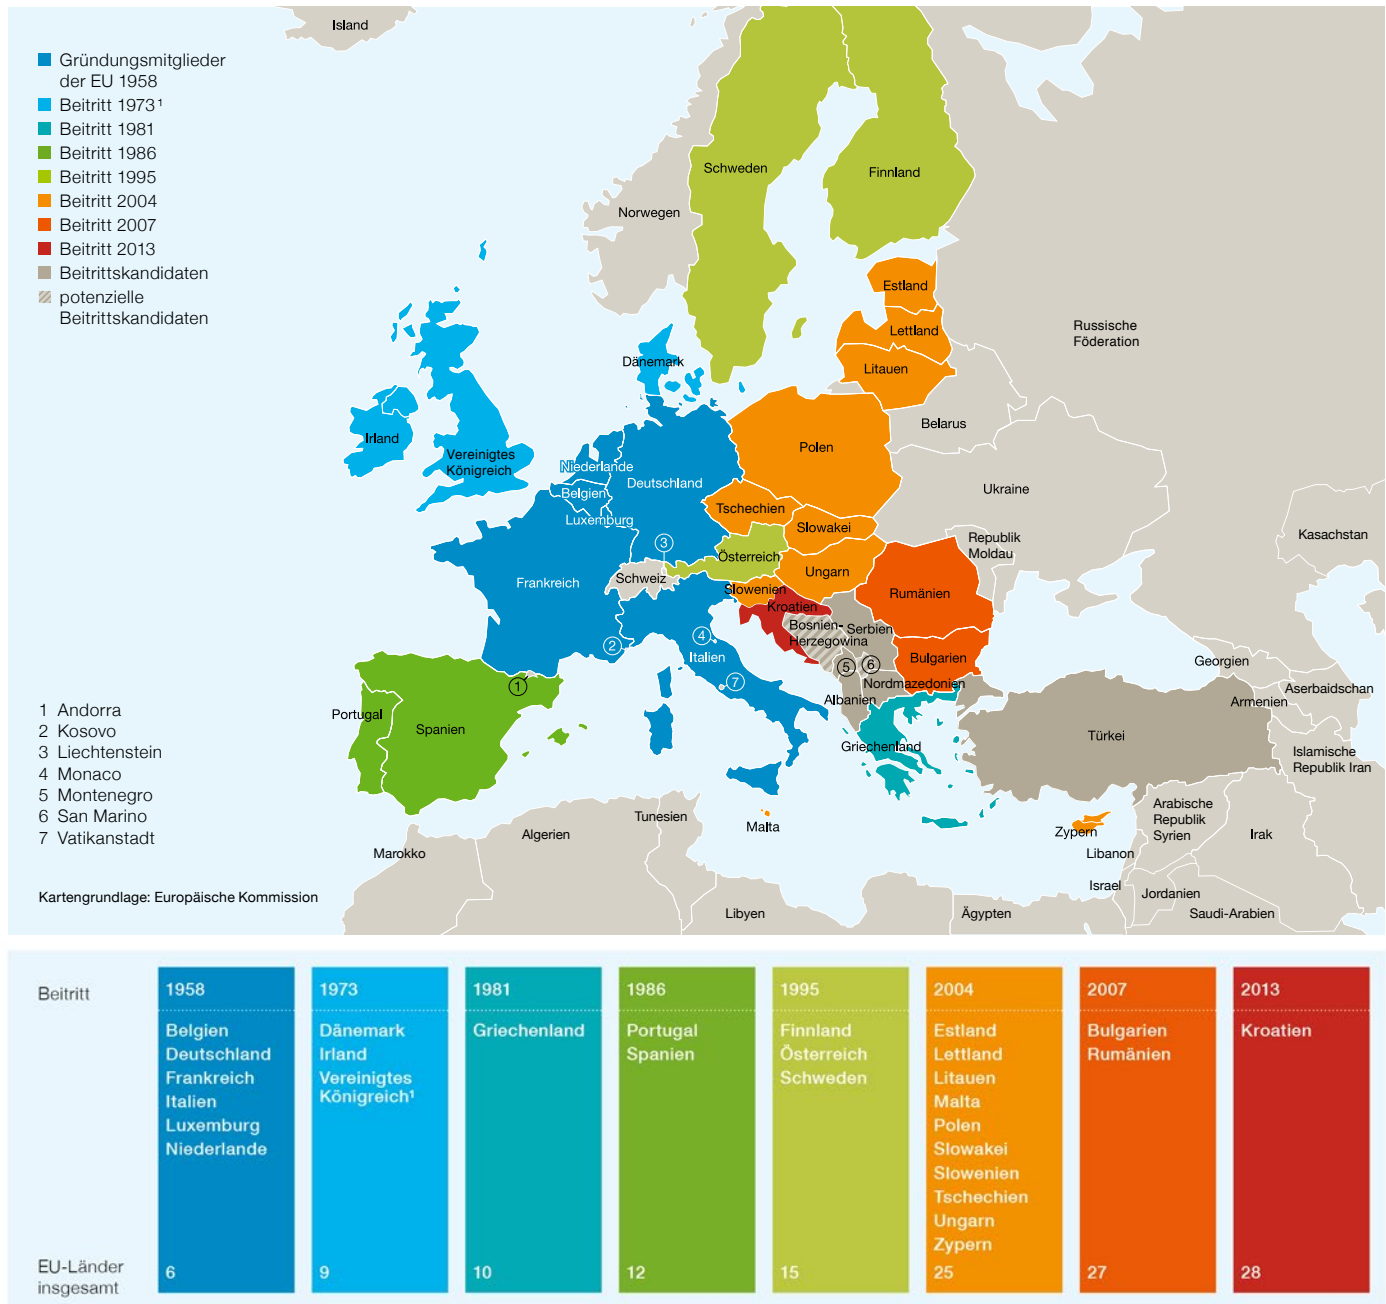 Island
Gründungsmitglieder
der EU 1958
Beitritt 1973¹
Beitritt 1981
Beitritt 1986
Beitritt 1995
Beitritt 2004
Beitritt 2007
Beitritt 2013
Beitrittskandidaten
potenzielle
Beitrittskandidaten
Schweden
Finnland
Norwegen
Estland
Lettland
Litauen
Russische
Föderation
Dänemark
Belarus
Irland
Vereinigtes
Königreich
Polen
Niederlande
Deutschland
Belgien
Luxemburg
Ukraine
Tschechien
Slowakei
Republik
Moldau
Kasachstan
3
Österreich
Ungarn
Frankreich
Schweiz
Slowenien
Rumänien
Kroatien
Bosnien-
Herzegowina
Serbien
4
2
Italien
5
6
Bulgarien
Georgien
1
7
Nordmazedonien
Albanien
Aserbaidschan
Armenien
Portugal
Spanien
Griechenland
Türkei
Islamische
Republik Iran
1 Andorra
2 Kosovo
3 Liechtenstein
4 Monaco
5 Montenegro
6 San Marino
7 Vatikanstadt
Malta
Zypern
Arabische
Republik
Syrien
Irak
Tunesien
Algerien
Marokko
Libanon
Israel
Jordanien
Libyen
Ägypten
Saudi-Arabien
Kartengrundlage: Europäische Kommission
Beitritt
1958
Belgien
Deutschland
Frankreich
Italien
Luxemburg
Niederlande
1973
Dänemark
Irland
Vereinigtes
Königreich¹
1981
Griechenland
1986
Portugal
Spanien
1995
Finnland
Österreich
Schweden
2004
Estland
Lettland
Litauen
Malta
Polen
Slowakei
Slowenien
Tschechien
Ungarn
Zypern
2007
Bulgarien
Rumänien
2013
Kroatien
EU-Länder
insgesamt
6
9
10
12
15
25
27
28